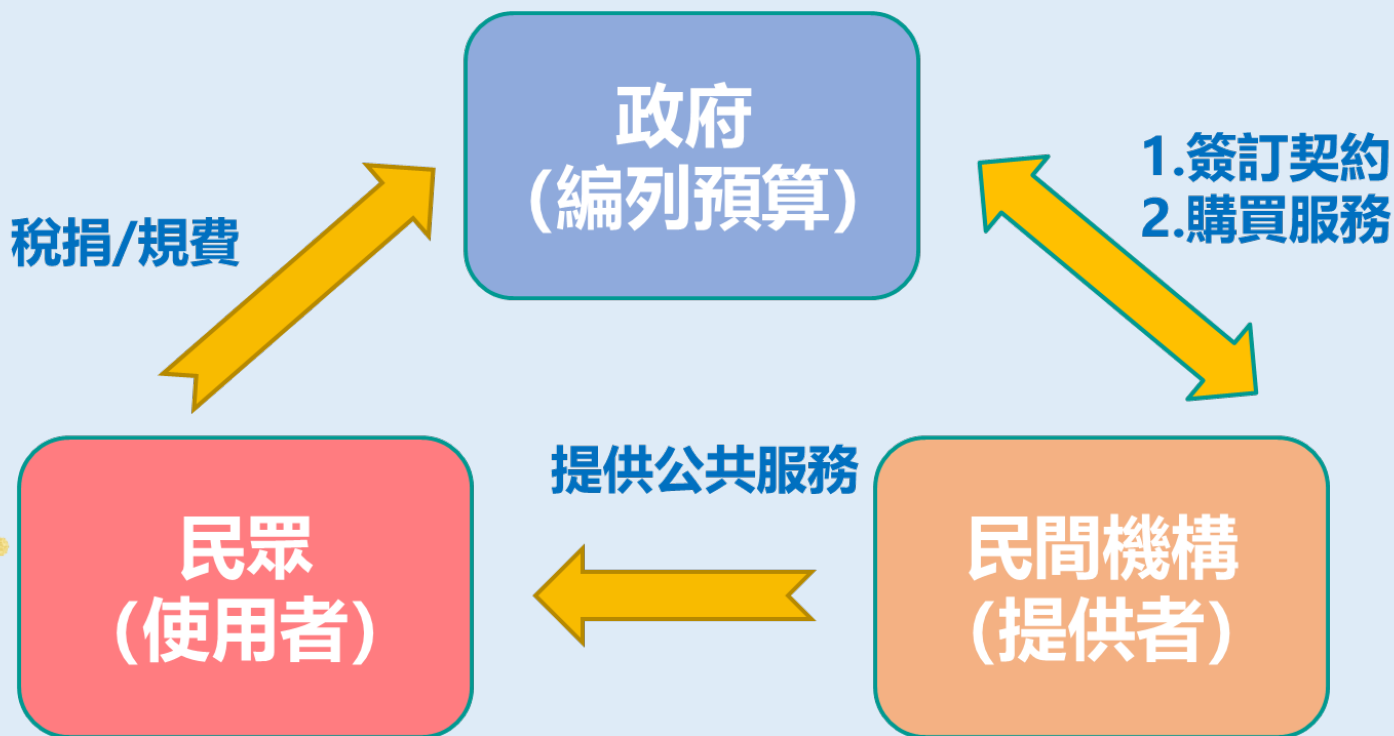 政府
(編列預算)
1.簽訂契約
2.購買服務
稅捐/規費
提供公共服務
民眾
(使用者)
民間機構
(提供者)